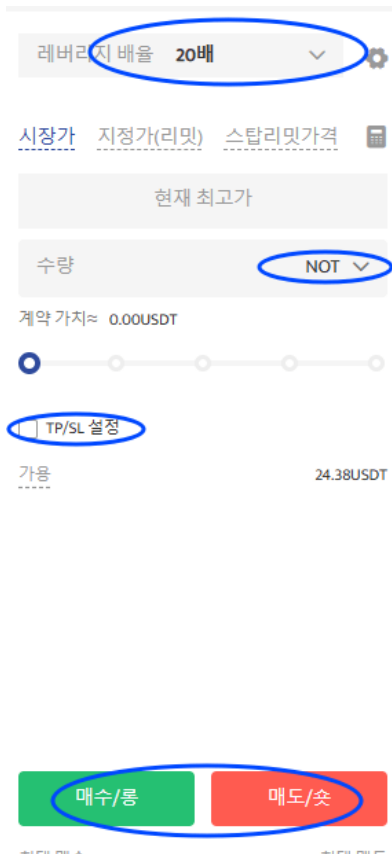 레버리지 배율 20배
시장가 지정가(리밋) 스탑리밋가격
현재 최고가
수량 NOT
계약 가치≈ 0.00USDT
TP/SL 설정
가용 24.38USDT
매수/롱 매도/숏